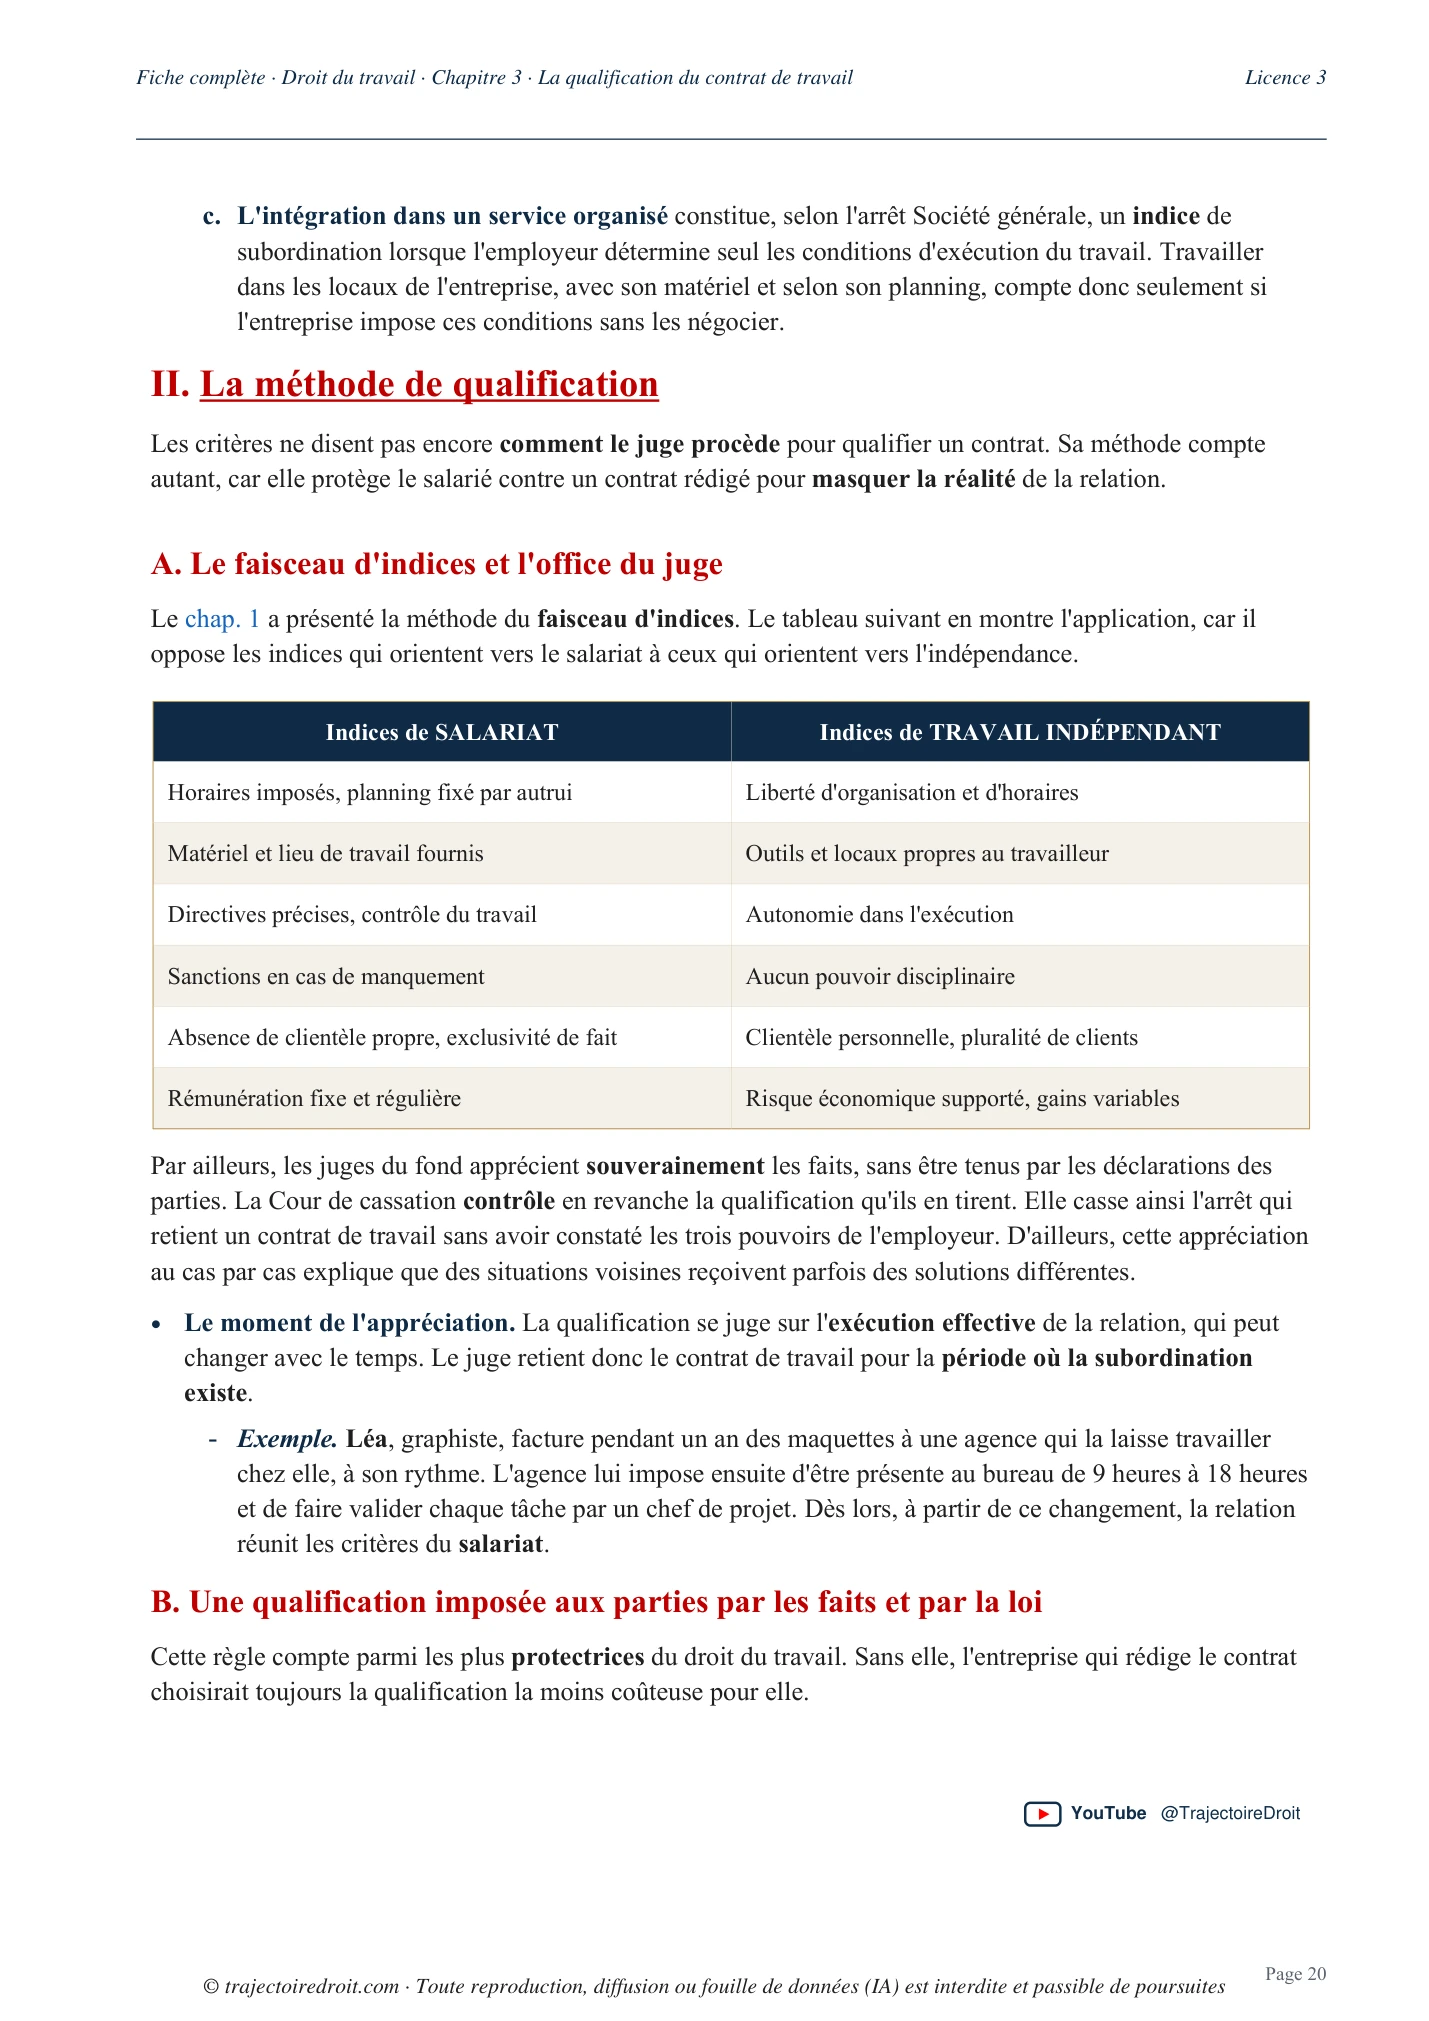 Fiche complète · Droit du travail · Chapitre 3 · La qualification du contrat de travail Licence 3
c. L'intégration dans un service organisé constitue, selon l'arrêt Société générale, un indice de
subordination lorsque l'employeur détermine seul les conditions d'exécution du travail. Travailler
dans les locaux de l'entreprise, avec son matériel et selon son planning, compte donc seulement si
l'entreprise impose ces conditions sans les négocier.
II. La méthode de qualification
Les critères ne disent pas encore comment le juge procède pour qualifier un contrat. Sa méthode compte
autant, car elle protège le salarié contre un contrat rédigé pour masquer la réalité de la relation.
A. Le faisceau d'indices et l'office du juge
Le chap. 1 a présenté la méthode du faisceau d'indices. Le tableau suivant en montre l'application, car il
oppose les indices qui orientent vers le salariat à ceux qui orientent vers l'indépendance.
Indices de SALARIAT Indices de TRAVAIL INDÉPENDANT
Horaires imposés, planning fixé par autrui Liberté d'organisation et d'horaires
Matériel et lieu de travail fournis Outils et locaux propres au travailleur
Directives précises, contrôle du travail Autonomie dans l'exécution
Sanctions en cas de manquement Aucun pouvoir disciplinaire
Absence de clientèle propre, exclusivité de fait Clientèle personnelle, pluralité de clients
Rémunération fixe et régulière Risque économique supporté, gains variables
Par ailleurs, les juges du fond apprécient souverainement les faits, sans être tenus par les déclarations des
parties. La Cour de cassation contrôle en revanche la qualification qu'ils en tirent. Elle casse ainsi l'arrêt qui
retient un contrat de travail sans avoir constaté les trois pouvoirs de l'employeur. D'ailleurs, cette appréciation
au cas par cas explique que des situations voisines reçoivent parfois des solutions différentes.
• Le moment de l'appréciation. La qualification se juge sur l'exécution effective de la relation, qui peut
changer avec le temps. Le juge retient donc le contrat de travail pour la période où la subordination
existe.
- Exemple. Léa, graphiste, facture pendant un an des maquettes à une agence qui la laisse travailler
chez elle, à son rythme. L'agence lui impose ensuite d'être présente au bureau de 9 heures à 18 heures
et de faire valider chaque tâche par un chef de projet. Dès lors, à partir de ce changement, la relation
réunit les critères du salariat.
B. Une qualification imposée aux parties par les faits et par la loi
Cette règle compte parmi les plus protectrices du droit du travail. Sans elle, l'entreprise qui rédige le contrat
choisirait toujours la qualification la moins coûteuse pour elle.
YouTube @TrajectoireDroit
© trajectoiredroit.com · Toute reproduction, diffusion ou fouille de données (IA) est interdite et passible de poursuites Page 20